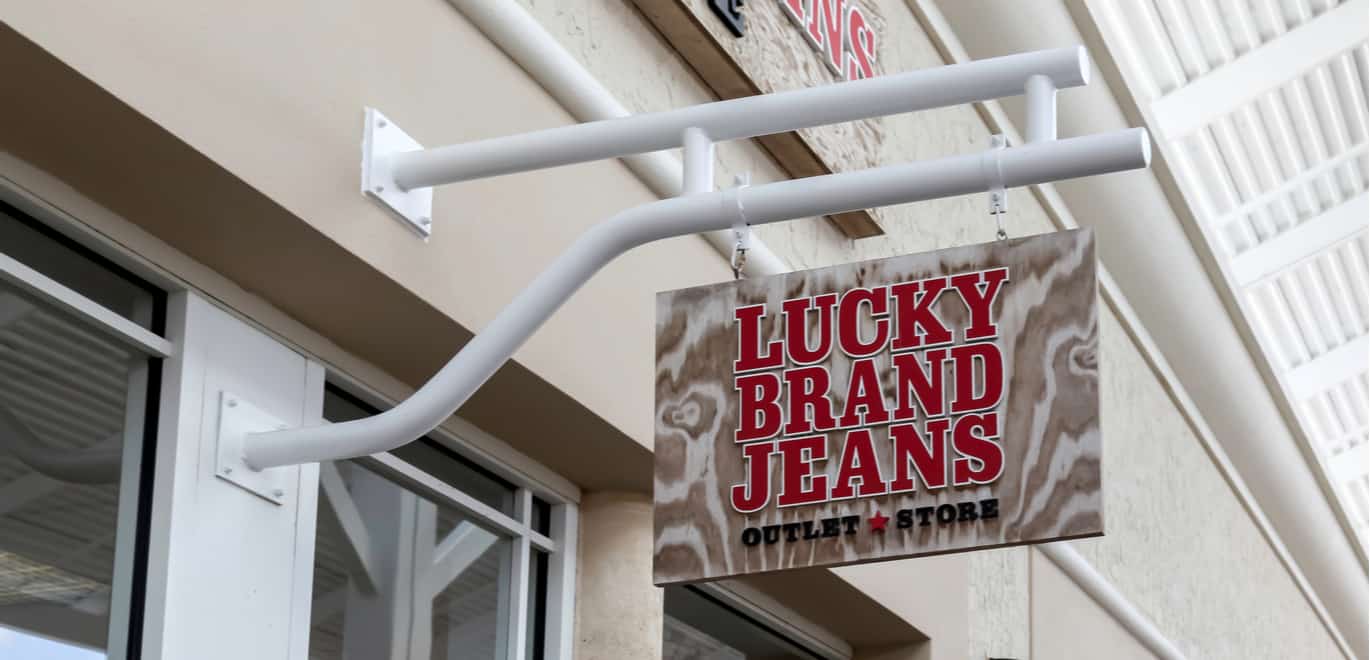 LUCKY
BRAND
JEANS
OUTLET ★ STORE